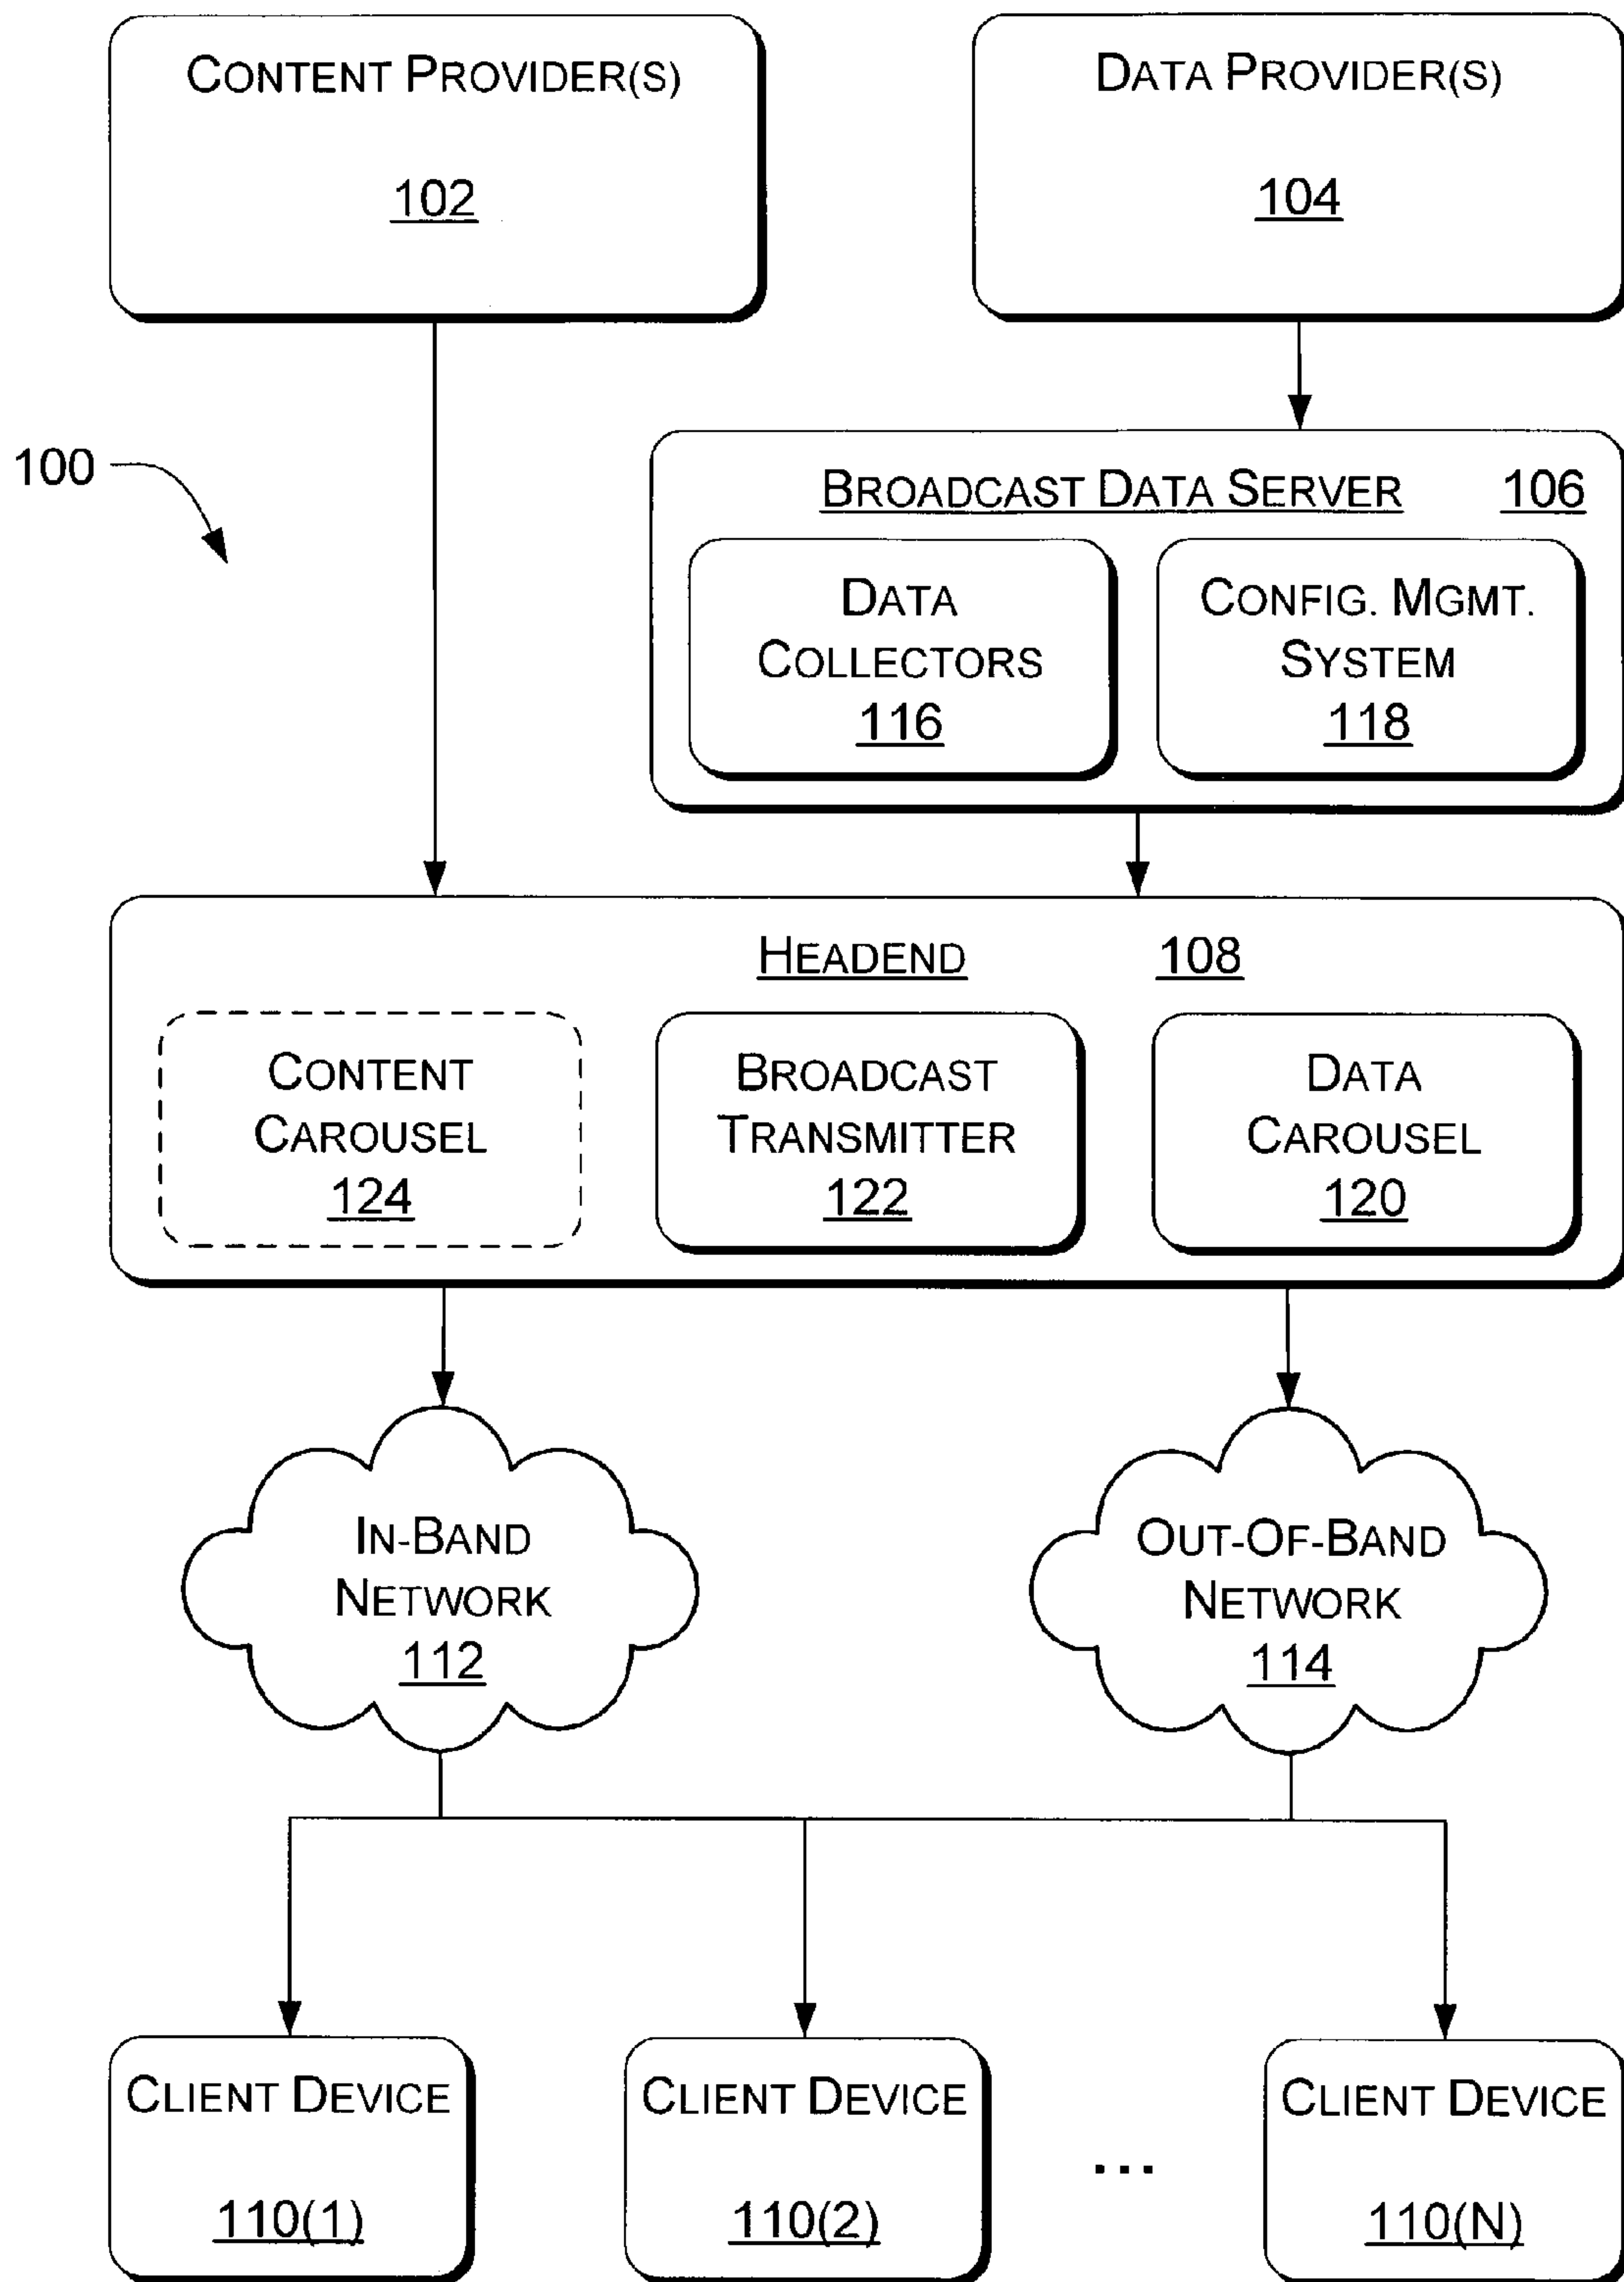 CONTENT PROVIDER(S)
102
DATA PROVIDER(S)
104
100
BROADCAST DATA SERVER 106
DATA
COLLECTORS
116
CONFIG. MGMT.
SYSTEM
118
HEADEND 108
CONTENT
CAROUSEL
124
BROADCAST
TRANSMITTER
122
DATA
CAROUSEL
120
IN-BAND
NETWORK
112
OUT-OF-BAND
NETWORK
114
CLIENT DEVICE
110(1)
CLIENT DEVICE
110(2)
...
CLIENT DEVICE
110(N)